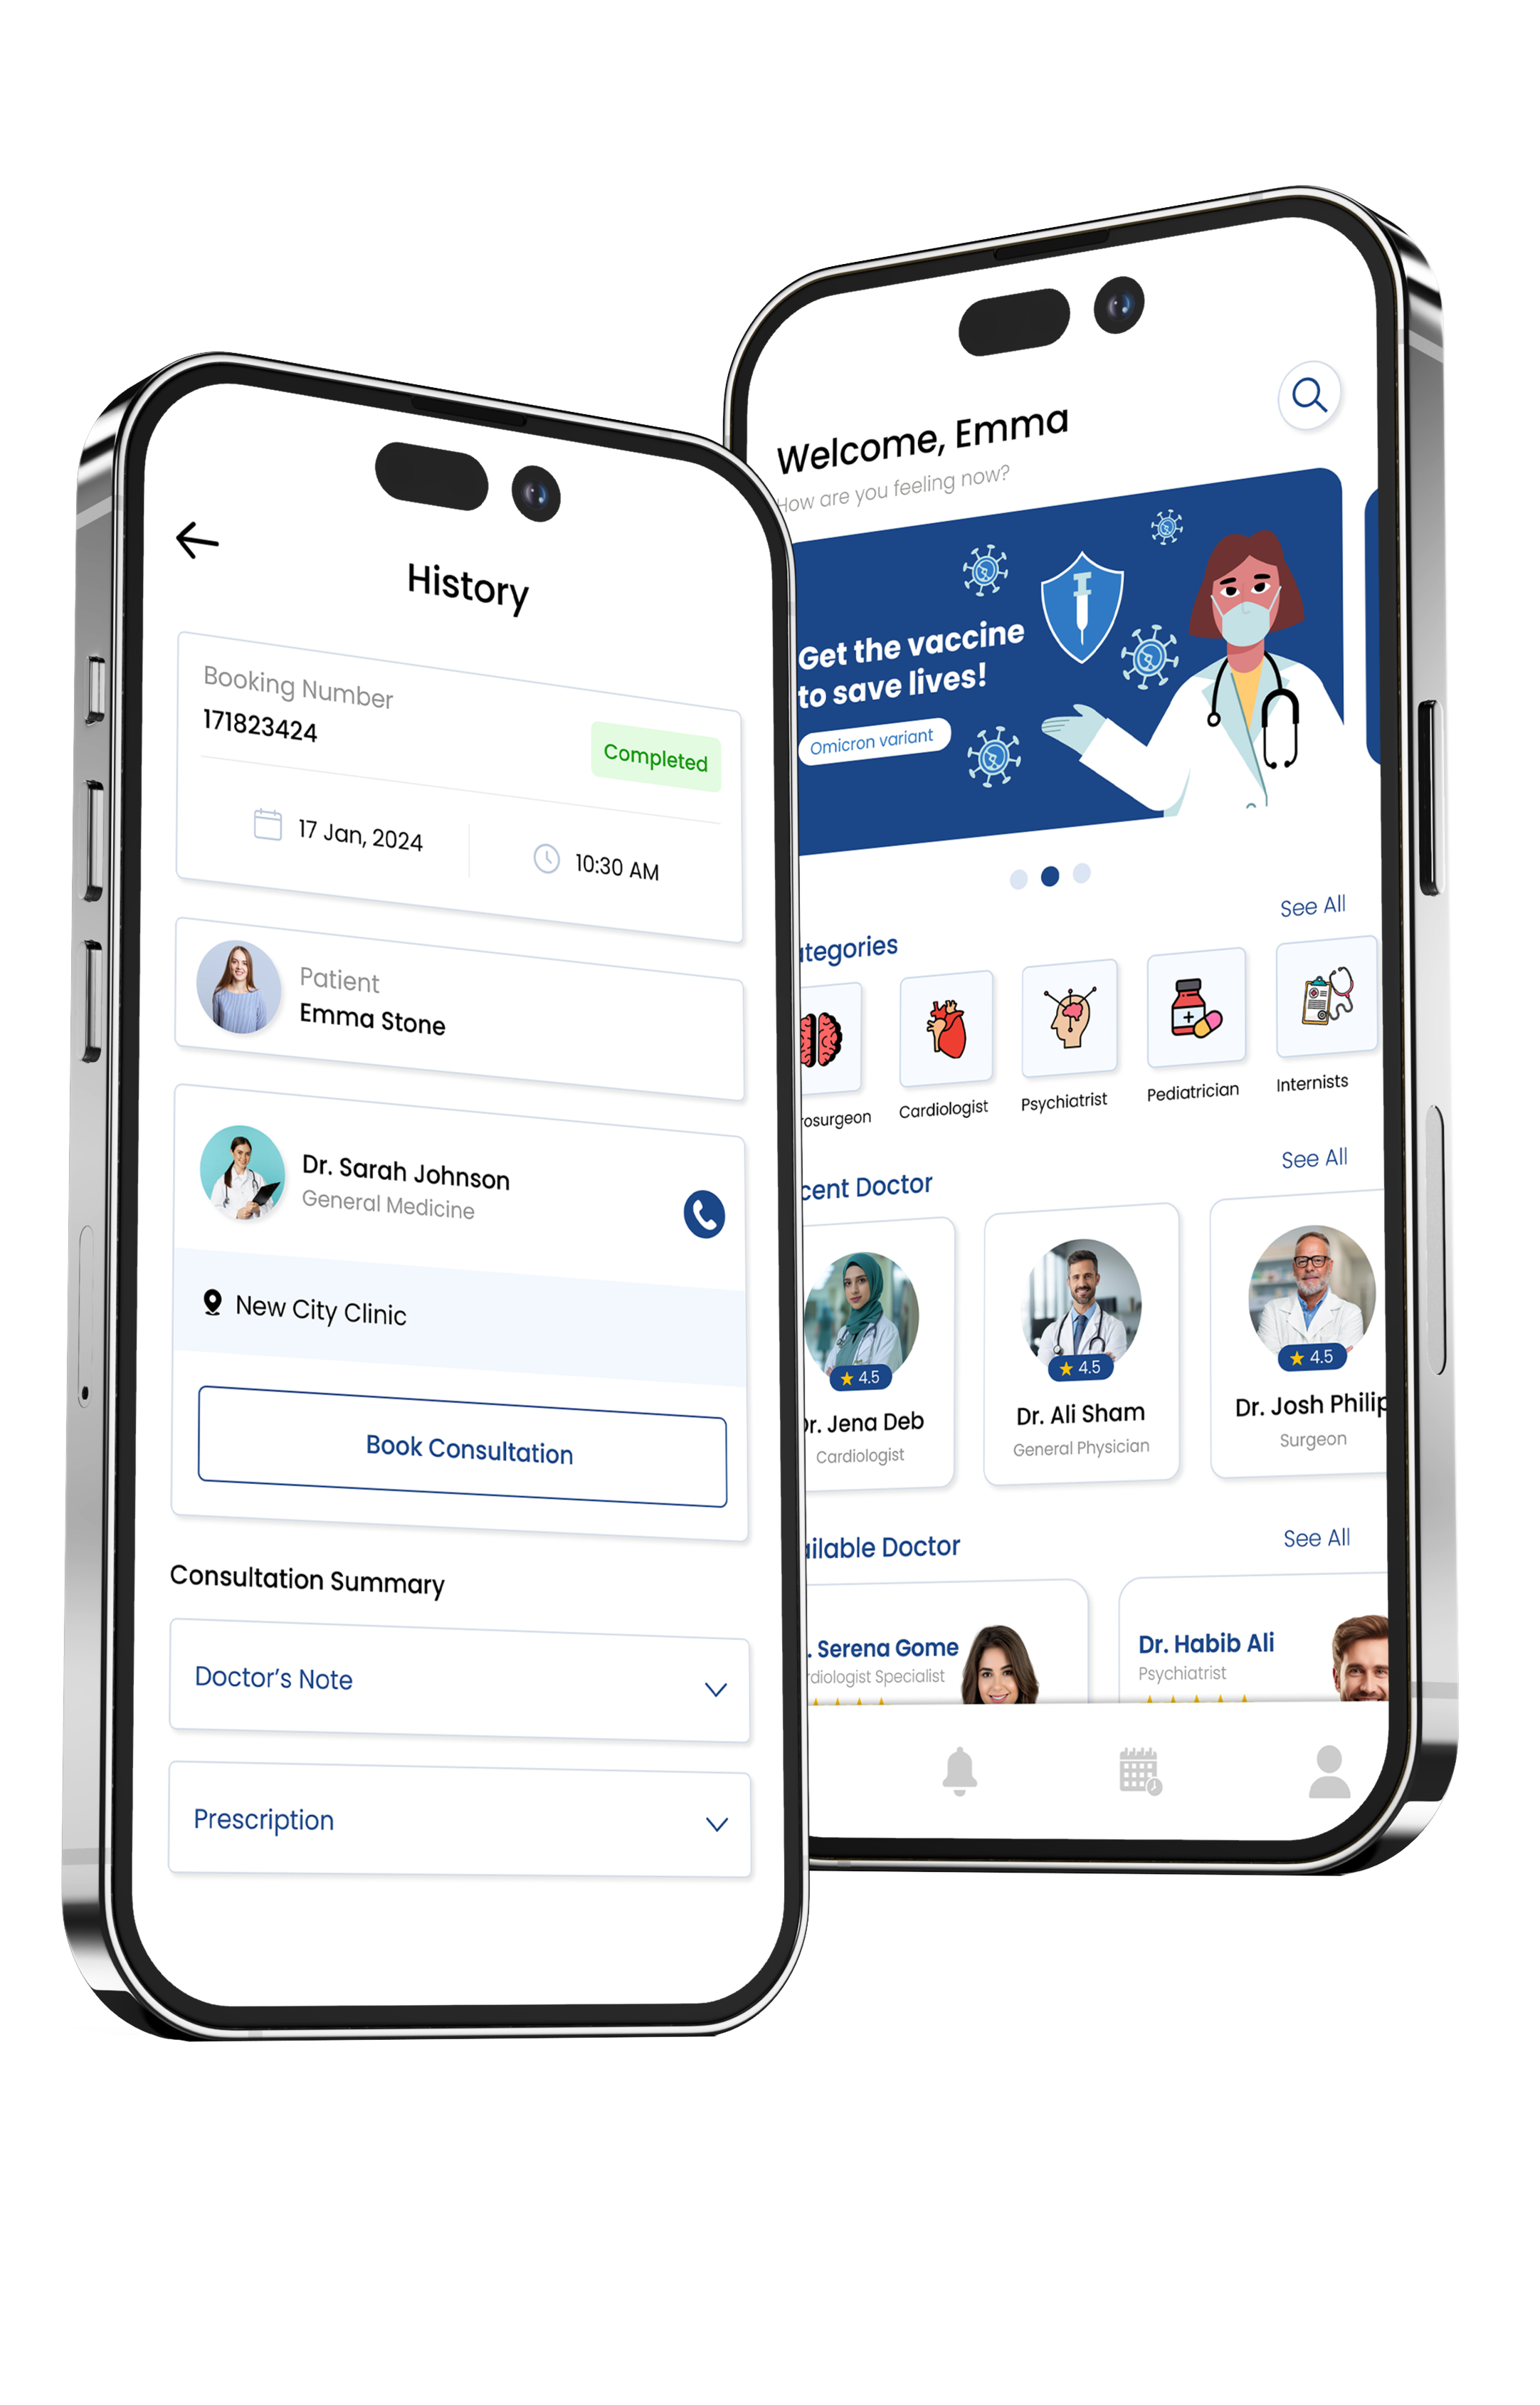 History
Booking Number
171823424
Completed
17 Jan, 2024
10:30 AM
Patient
Emma Stone
Dr. Sarah Johnson
General Medicine
New City Clinic
Book Consultation
Consultation Summary
Doctor’s Note
Prescription
Welcome, Emma
How are you feeling now?
Get the vaccine
to save lives!
Omicron variant
See All
tegories
rosurgeon
Cardiologist
Psychiatrist
Pediatrician
Internists
See All
cent Doctor
4.5
4.5
4.5
Dr. Jena Deb
Dr. Ali Sham
Dr. Josh Philip
Cardiologist
General Physician
Surgeon
ilable Doctor
See All
. Serena Gome
rdiologist Specialist
Dr. Habib Ali
Psychiatrist